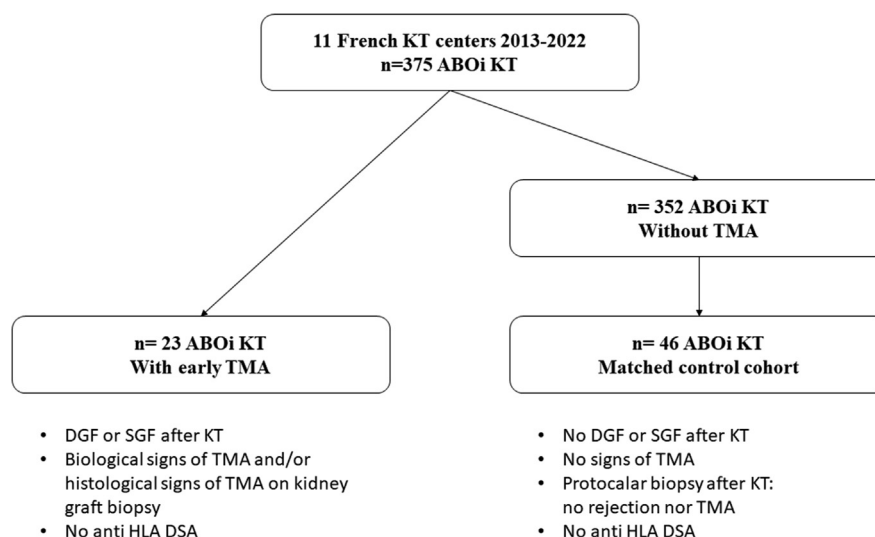 11 French KT centers 2013-2022
n=375 ABOi KT
n= 352 ABOi KT
Without TMA
n= 23 ABOi KT
With early TMA
n= 46 ABOi KT
Matched control cohort
• DGF or SGF after KT
• Biological signs of TMA and/or
histological signs of TMA on kidney
graft biopsy
• No anti HLA DSA
• No DGF or SGF after KT
• No signs of TMA
• Protocalar biopsy after KT:
no rejection nor TMA
• No anti HLA DSA